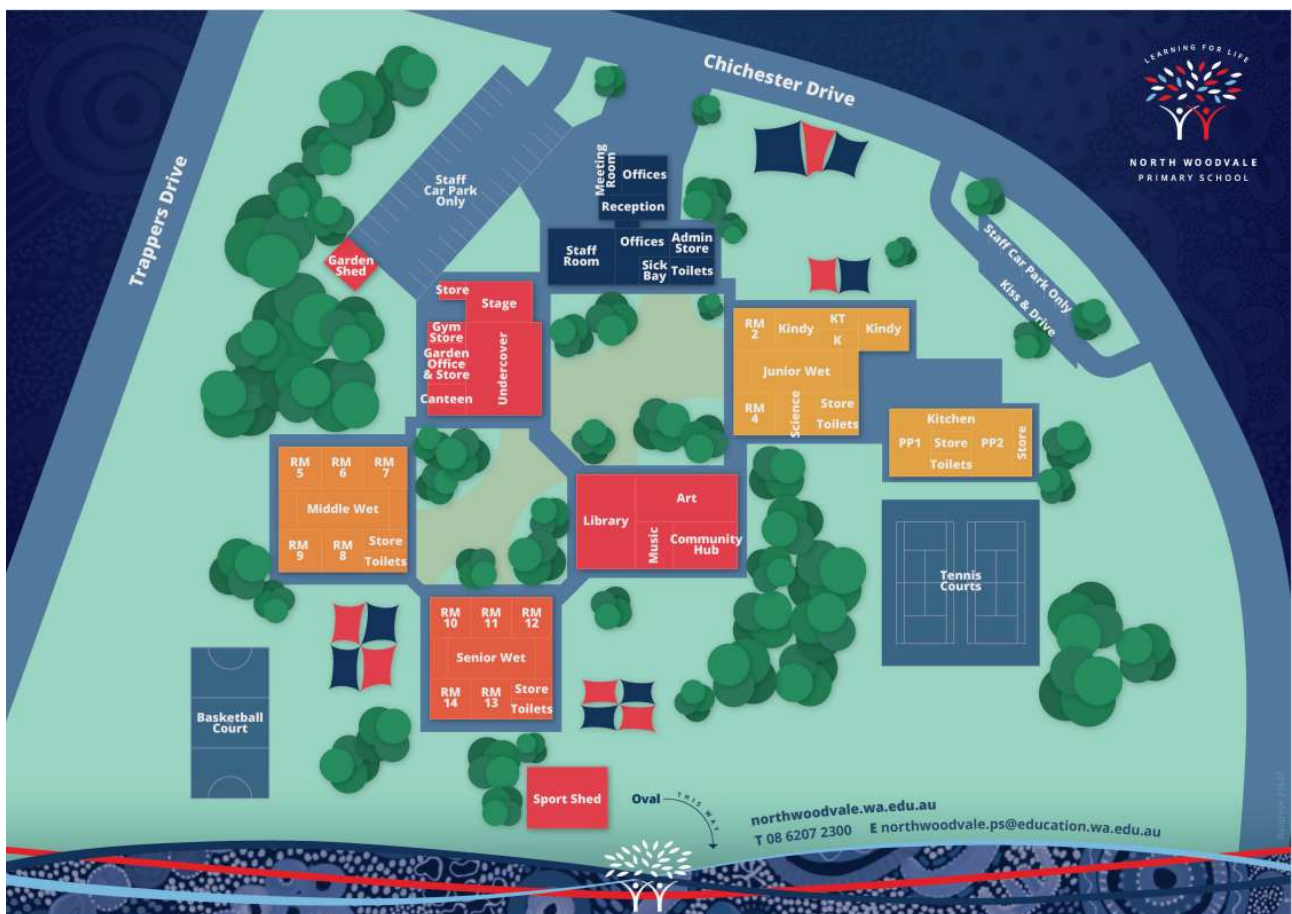 LEARNING FOR LIFE
NORTH WOODVALE
PRIMARY SCHOOL
Chichester Drive
Trappers Drive
Staff
Car Park
Only
Meeting
Room
Offices
Reception
Staff
Room
Offices
Admin
Store
Sick
Bay
Toilets
Garden
Shed
Staff Car Park Only
Kiss & Drive
Store
Stage
Gym
Store
Garden
Office
& Store
Canteen
Undercover
RM
2
Kindy
KT
K
Kindy
Junior Wet
RM
4
Science
Store
Toilets
Kitchen
PP1
Store
PP2
Store
Toilets
RM
5
RM
6
RM
7
Middle Wet
RM
9
RM
8
Store
Toilets
Library
Art
Music
Community
Hub
Tennis
Courts
RM
10
RM
11
RM
12
Senior Wet
RM
14
RM
13
Store
Toilets
Basketball
Court
Sport Shed
Oval
THIS WAY
northwoodvale.wa.edu.au
T 08 6207 2300 E northwoodvale.ps@education.wa.edu.au